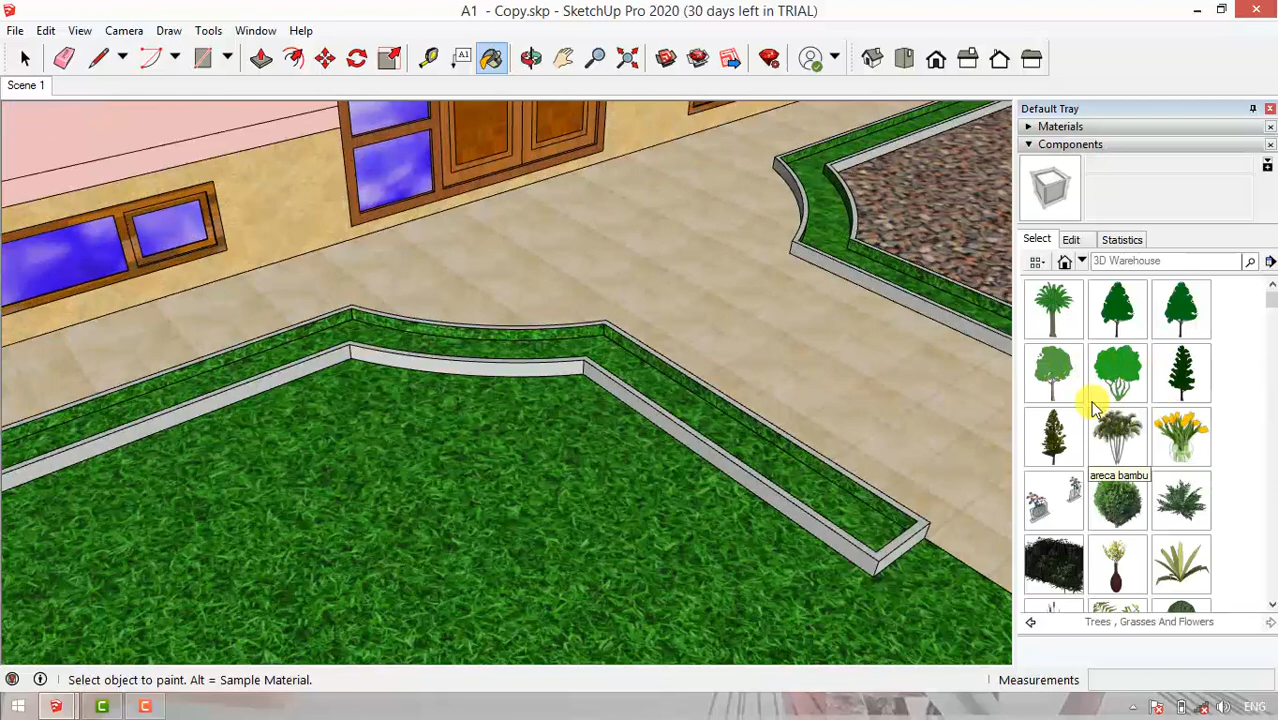 A1 - Copy.skp - SketchUp Pro 2020 (30 days left in TRIAL)
File Edit View Camera Draw Tools Window Help
A1
Scene 1
Default Tray
Materials
Components
Select Edit Statistics
3D Warehouse
areca bambu
Trees , Grasses And Flowers
Select object to paint. Alt = Sample Material.
Measurements
ENG